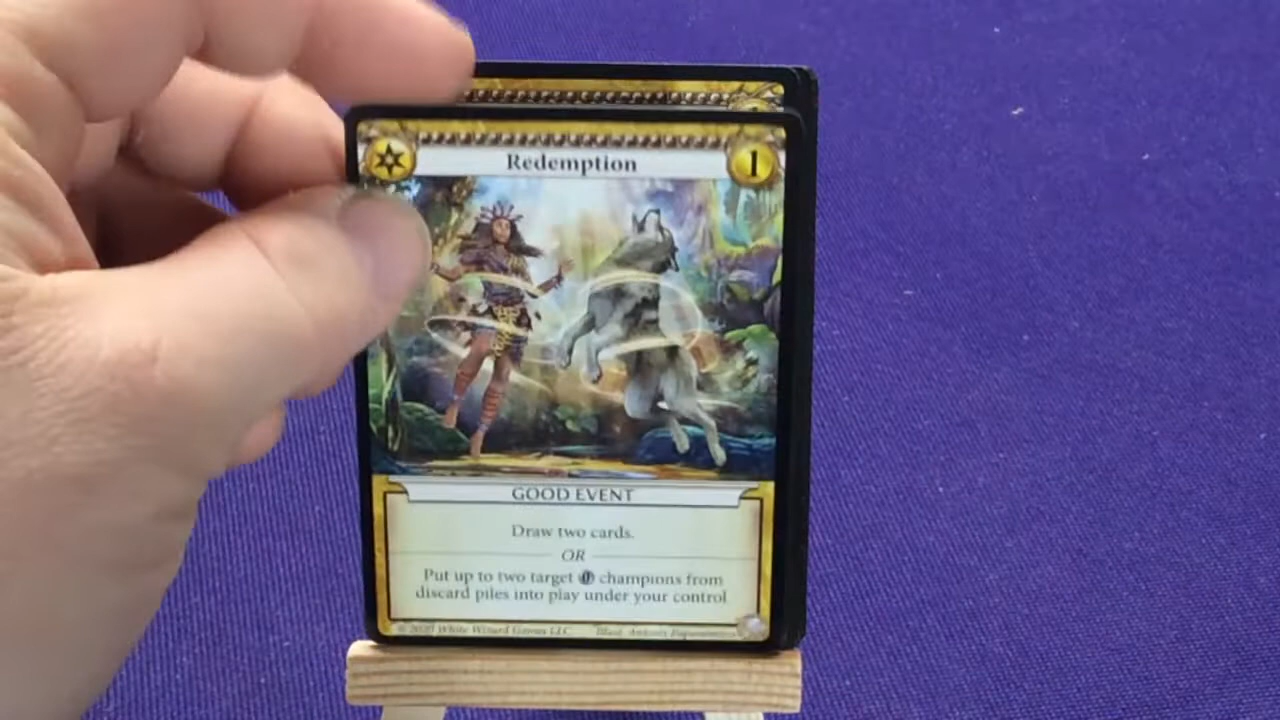 Redemption
1
GOOD EVENT
Draw two cards.
OR
Put up to two target 0 champions from
discard piles into play under your control
© 2020 White Wizard Games LLC Illust. Antonis